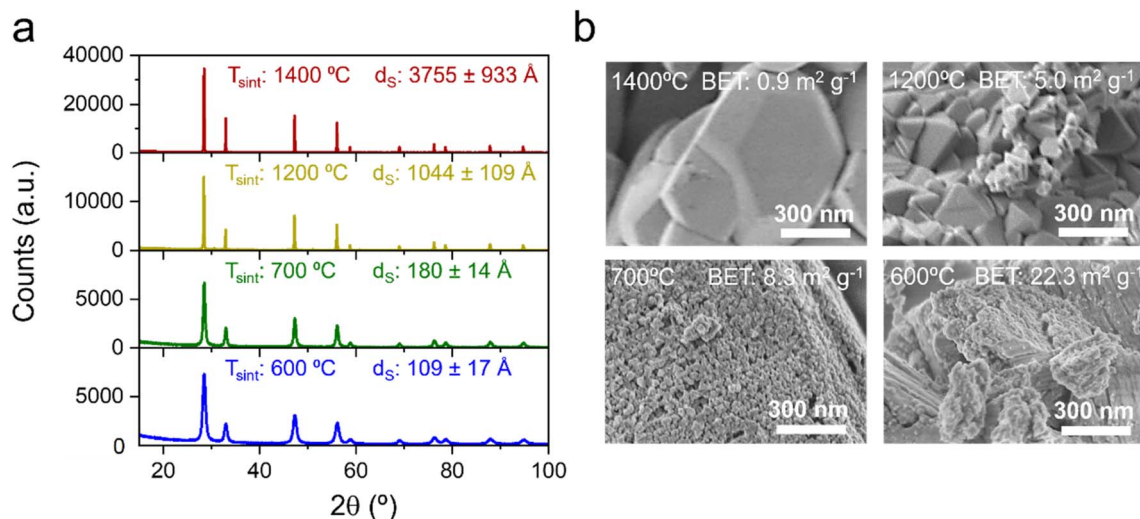 a
Counts (a.u.)
40000
20000
0
T_sint: 1400 ºC d_S: 3755 ± 933 Å
10000
0
T_sint: 1200 ºC d_S: 1044 ± 109 Å
5000
0
T_sint: 700 ºC d_S: 180 ± 14 Å
5000
0
T_sint: 600 ºC d_S: 109 ± 17 Å
20 40 60 80 100
2θ (º)
b
1400ºC BET: 0.9 m² g⁻¹
300 nm
1200ºC BET: 5.0 m² g⁻¹
300 nm
700ºC BET: 8.3 m² g⁻¹
300 nm
600ºC BET: 22.3 m² g⁻¹
300 nm